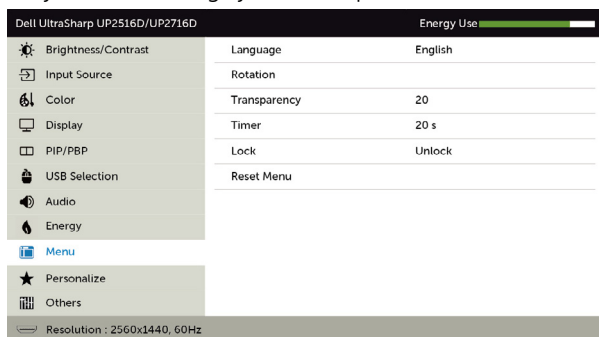 Dell UltraSharp UP2516D/UP2716D Energy Use
Brightness/Contrast Language English
Input Source Rotation
Color Transparency 20
Display Timer 20 s
PIP/PBP Lock Unlock
USB Selection Reset Menu
Audio
Energy
Menu
Personalize
Others
Resolution : 2560x1440, 60Hz